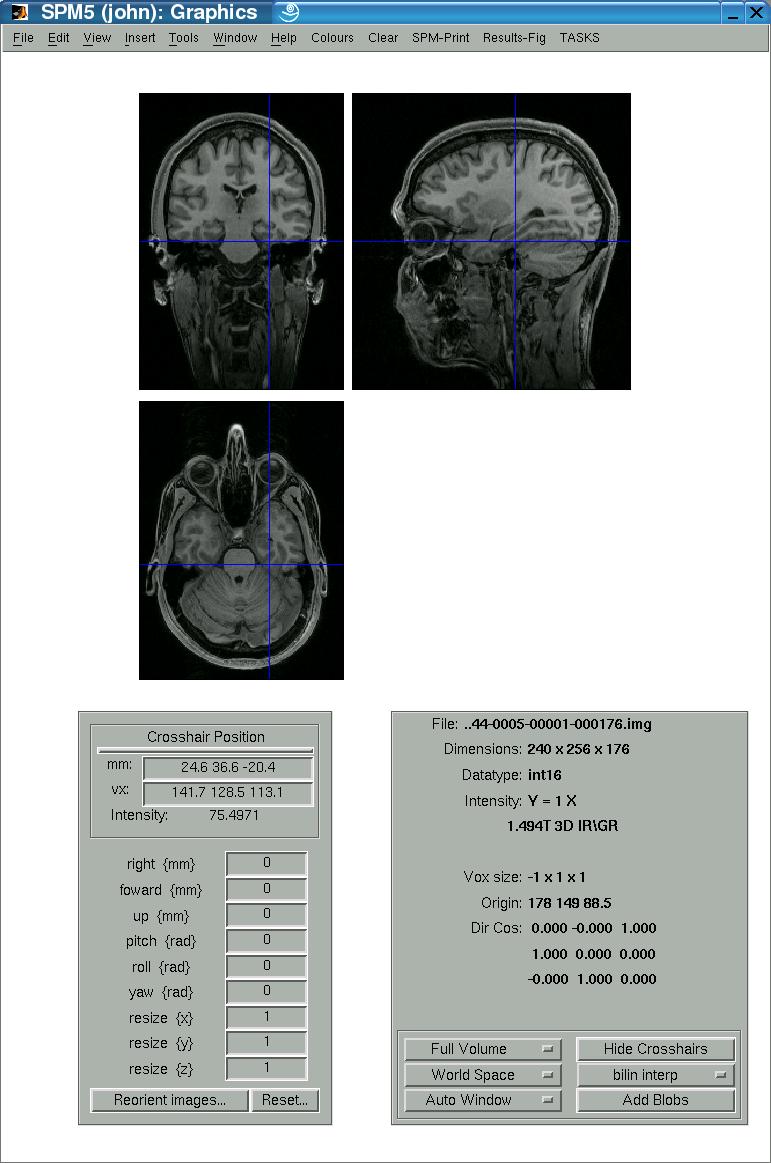 SPM5 (john): Graphics
File Edit View Insert Tools Window Help Colours Clear SPM-Print Results-Fig TASKS
Crosshair Position
mm: 24.6 36.6 -20.4
vx: 141.7 128.5 113.1
Intensity: 75.4971
right {mm} 0
foward {mm} 0
up {mm} 0
pitch {rad} 0
roll {rad} 0
yaw {rad} 0
resize {x} 1
resize {y} 1
resize {z} 1
Reorient images... Reset...
File: ..44-0005-00001-000176.img
Dimensions: 240 x 256 x 176
Datatype: int16
Intensity: Y = 1 X
1.494T 3D IR\GR
Vox size: -1 x 1 x 1
Origin: 178 149 88.5
Dir Cos: 0.000 -0.000 1.000
1.000 0.000 0.000
-0.000 1.000 0.000
Full Volume Hide Crosshairs
World Space bilin interp
Auto Window Add Blobs